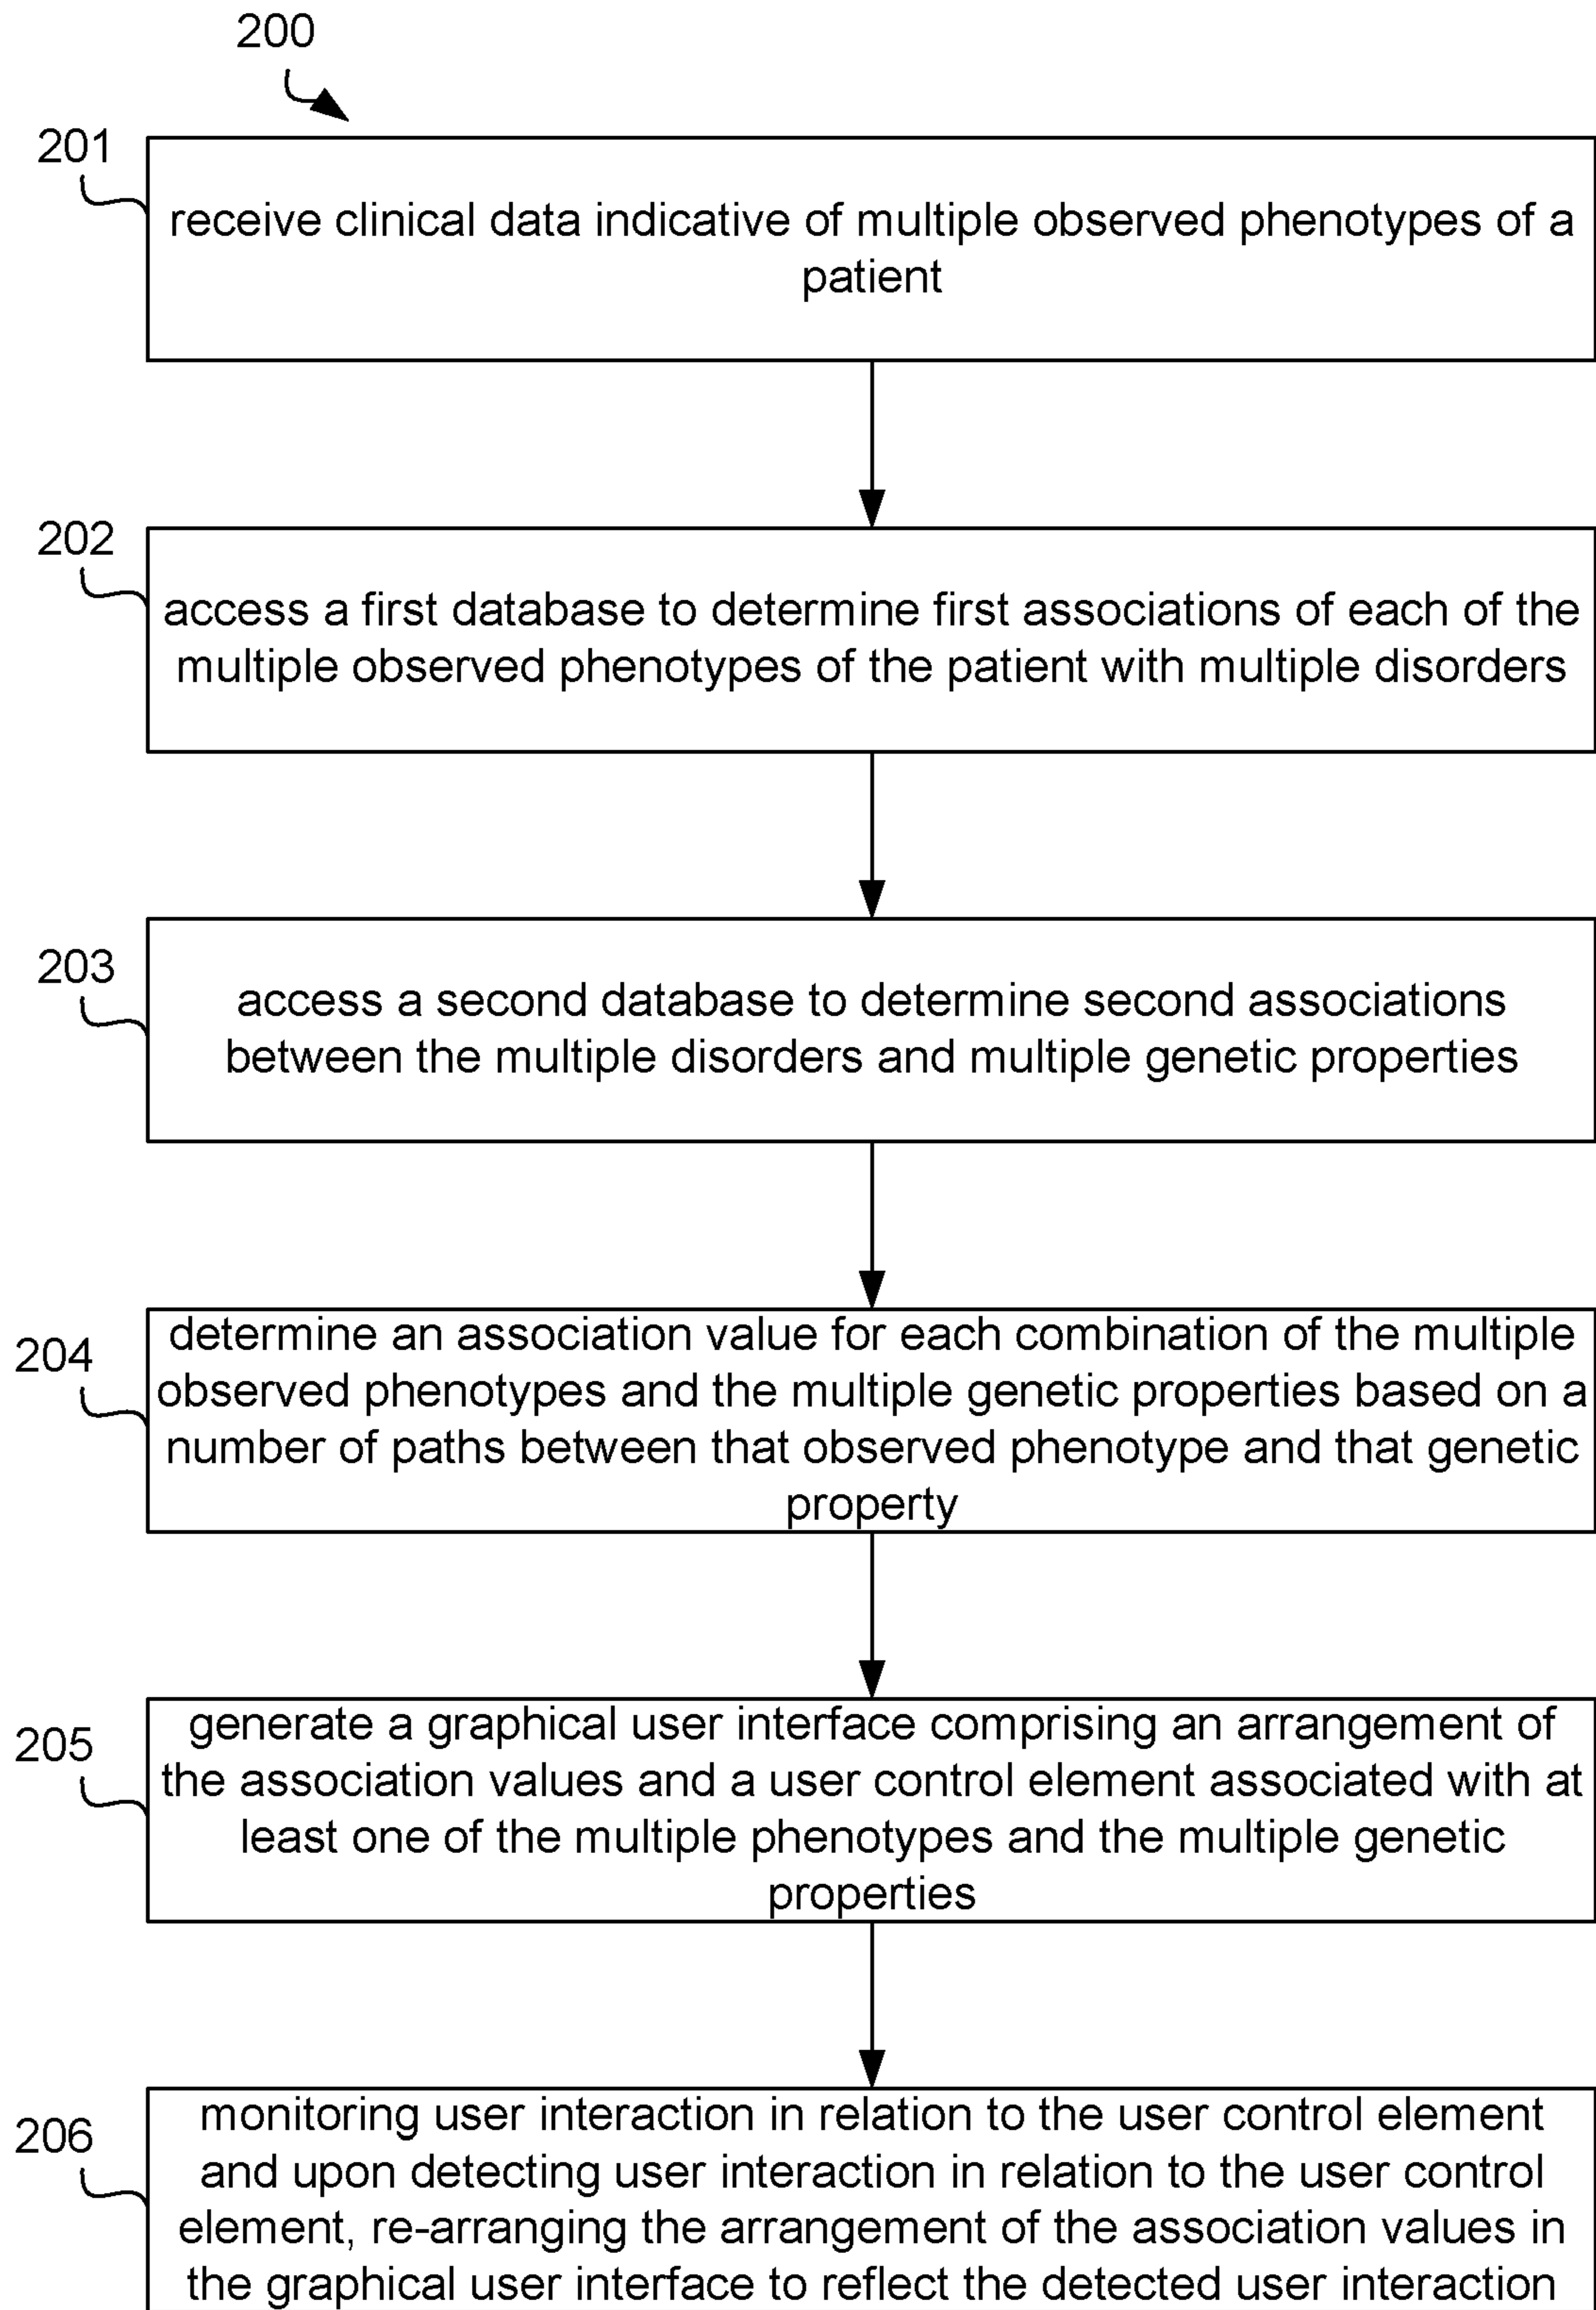 200
201
receive clinical data indicative of multiple observed phenotypes of a
patient
202
access a first database to determine first associations of each of the
multiple observed phenotypes of the patient with multiple disorders
203
access a second database to determine second associations
between the multiple disorders and multiple genetic properties
204
determine an association value for each combination of the multiple
observed phenotypes and the multiple genetic properties based on a
number of paths between that observed phenotype and that genetic
property
205
generate a graphical user interface comprising an arrangement of
the association values and a user control element associated with at
least one of the multiple phenotypes and the multiple genetic
properties
206
monitoring user interaction in relation to the user control element
and upon detecting user interaction in relation to the user control
element, re-arranging the arrangement of the association values in
the graphical user interface to reflect the detected user interaction